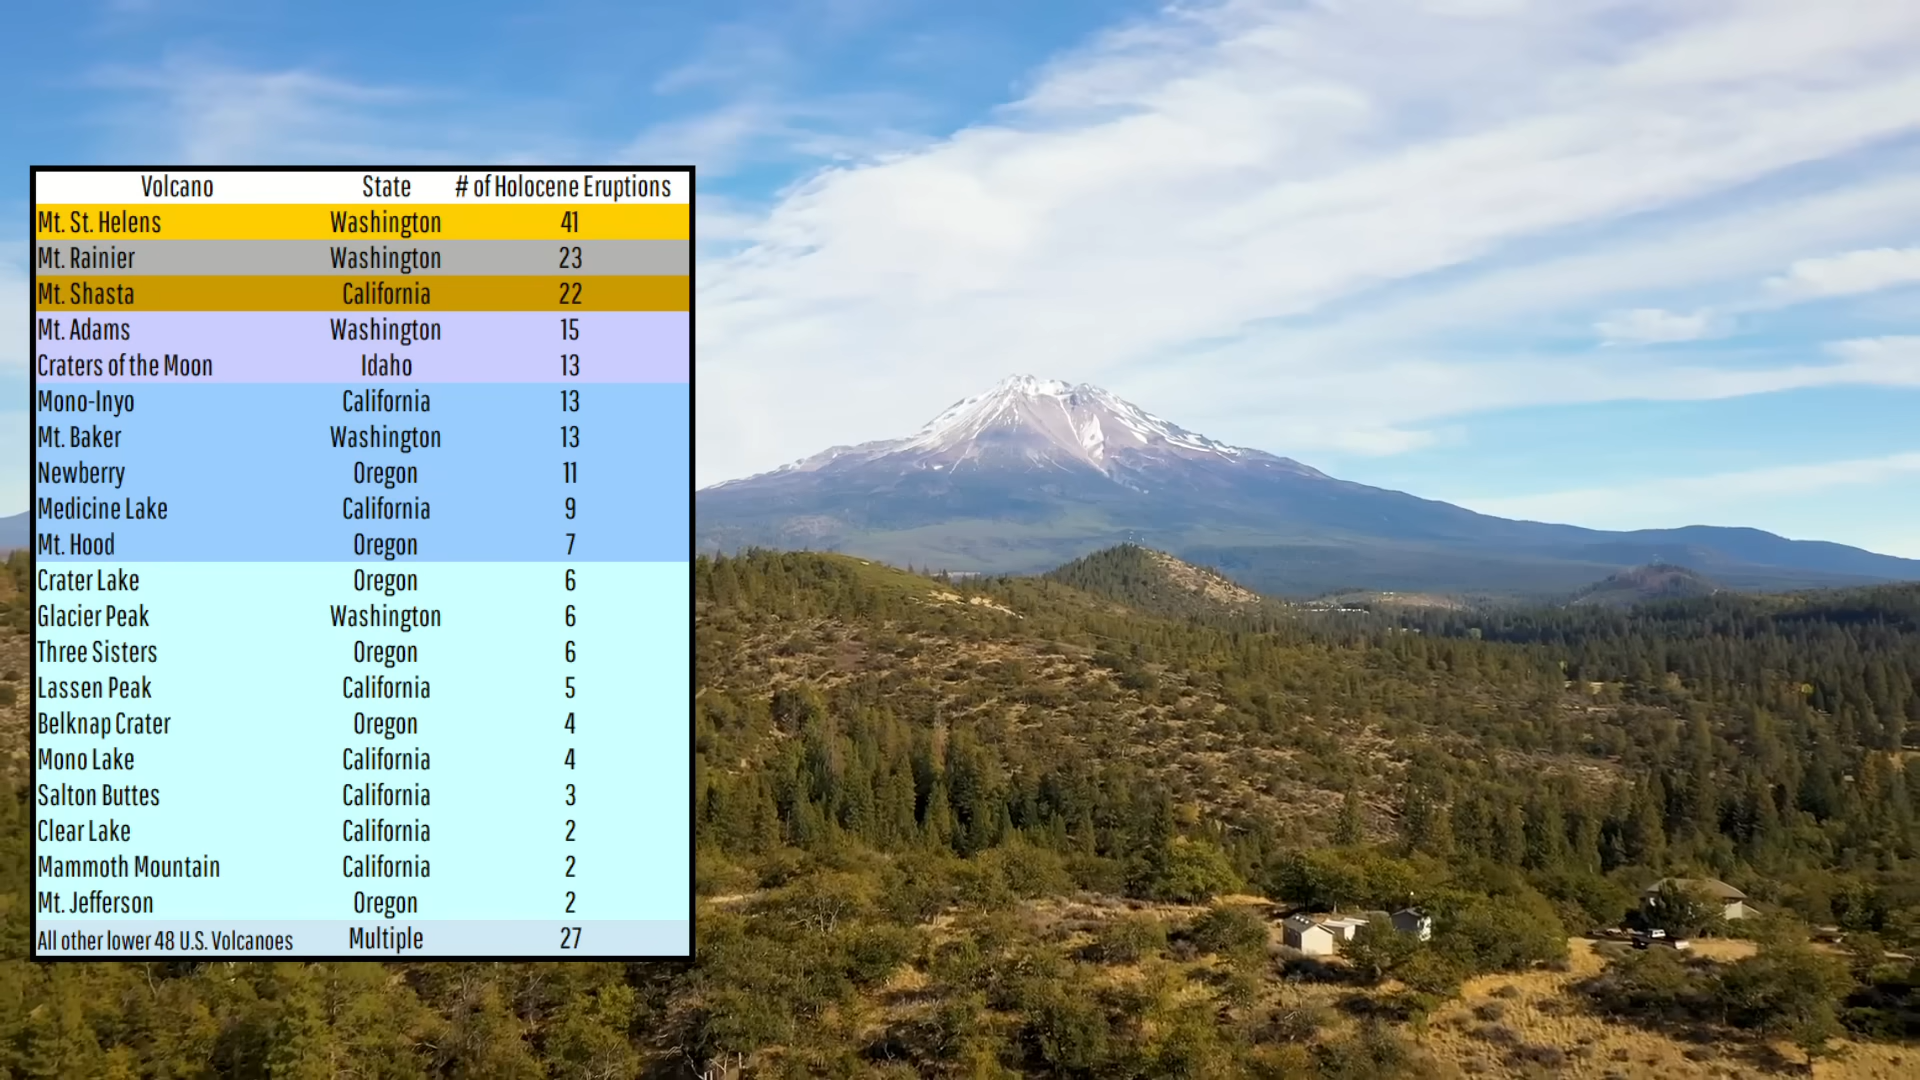 Volcano State # of Holocene Eruptions
Mt. St. Helens Washington 41
Mt. Rainier Washington 23
Mt. Shasta California 22
Mt. Adams Washington 15
Craters of the Moon Idaho 13
Mono-Inyo California 13
Mt. Baker Washington 13
Newberry Oregon 11
Medicine Lake California 9
Mt. Hood Oregon 7
Crater Lake Oregon 6
Glacier Peak Washington 6
Three Sisters Oregon 6
Lassen Peak California 5
Belknap Crater Oregon 4
Mono Lake California 4
Salton Buttes California 3
Clear Lake California 2
Mammoth Mountain California 2
Mt. Jefferson Oregon 2
All other lower 48 U.S. Volcanoes Multiple 27